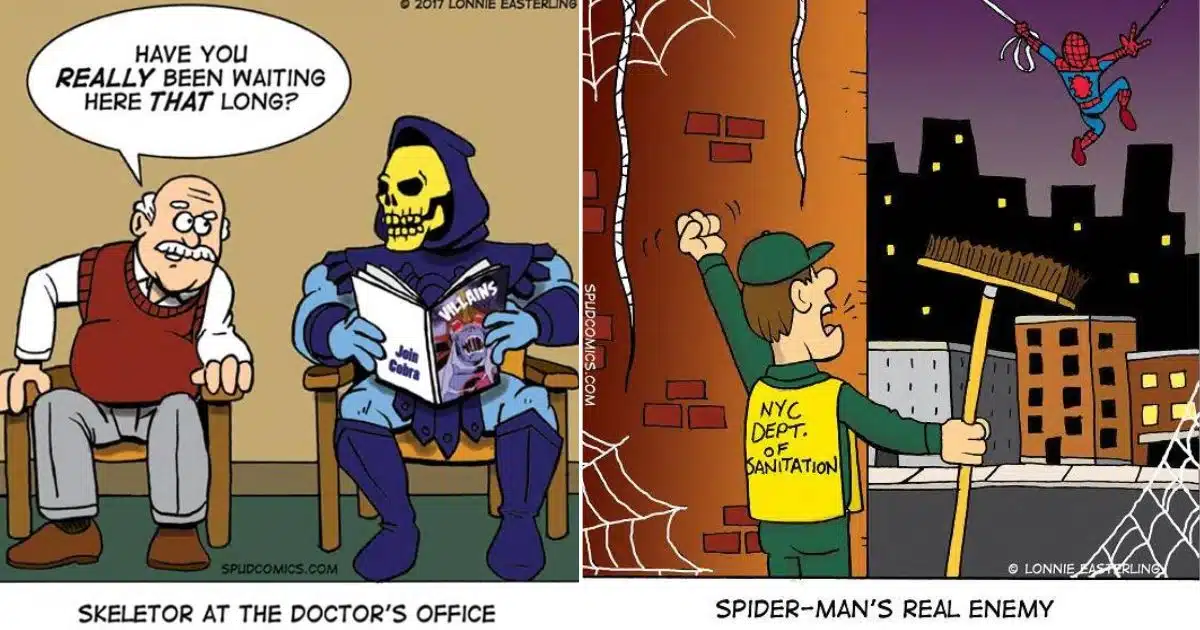 © 2017 LONNIE EASTERLING
HAVE YOU
REALLY BEEN WAITING
HERE THAT LONG?
VILLAINS
Join
Cobra
SPUDCOMICS.COM
SKELETOR AT THE DOCTOR'S OFFICE
SPUDCOMICS.COM
NYC
DEPT.
OF
SANITATION
© LONNIE EASTERLING
SPIDER-MAN'S REAL ENEMY